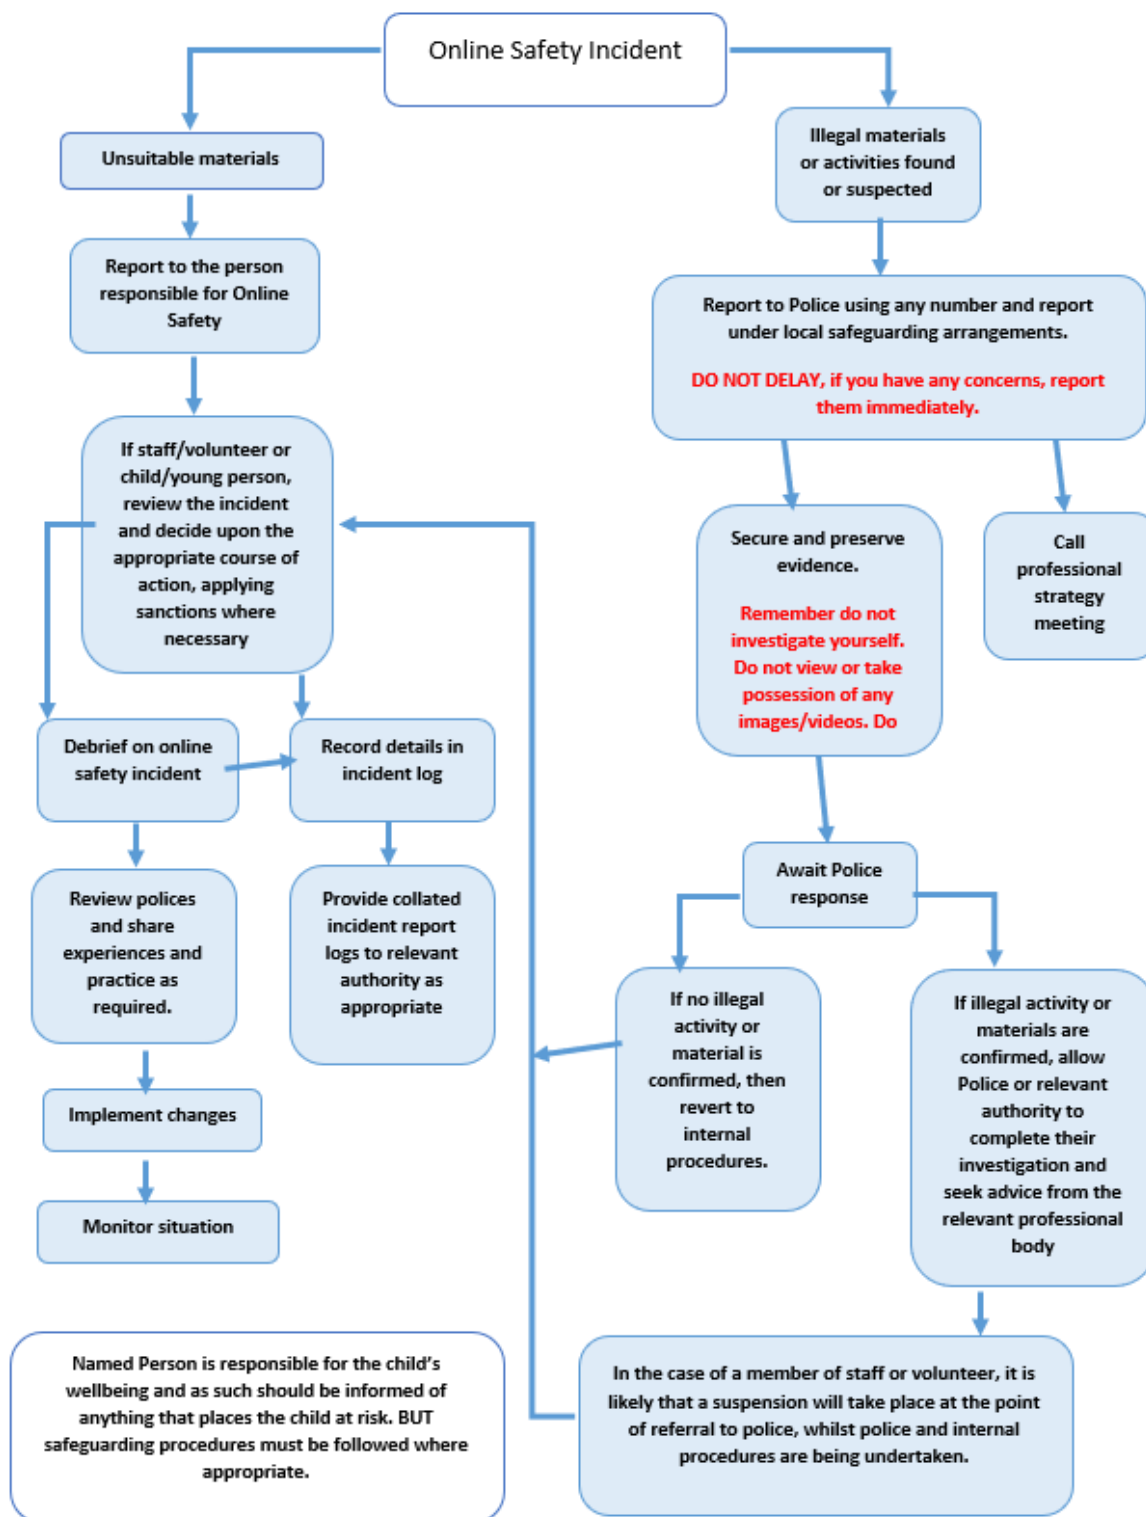 Online Safety Incident
Unsuitable materials
Report to the person
responsible for Online
Safety
If staff/volunteer or
child/young person,
review the incident
and decide upon the
appropriate course of
action, applying
sanctions where
necessary
Debrief on online
safety incident
Record details in
incident log
Review polices
and share
experiences and
practice as
required.
Provide collated
incident report
logs to relevant
authority as
appropriate
Implement changes
Monitor situation
Illegal materials
or activities found
or suspected
Report to Police using any number and report
under local safeguarding arrangements.
DO NOT DELAY, if you have any concerns, report
them immediately.
Secure and preserve
evidence.
Remember do not
investigate yourself.
Do not view or take
possession of any
images/videos. Do
Call
professional
strategy
meeting
Await Police
response
If no illegal
activity or
material is
confirmed, then
revert to
internal
procedures.
If illegal activity or
materials are
confirmed, allow
Police or relevant
authority to
complete their
investigation and
seek advice from the
relevant professional
body
In the case of a member of staff or volunteer, it is
likely that a suspension will take place at the point
of referral to police, whilst police and internal
procedures are being undertaken.
Named Person is responsible for the child’s
wellbeing and as such should be informed of
anything that places the child at risk. BUT
safeguarding procedures must be followed where
appropriate.